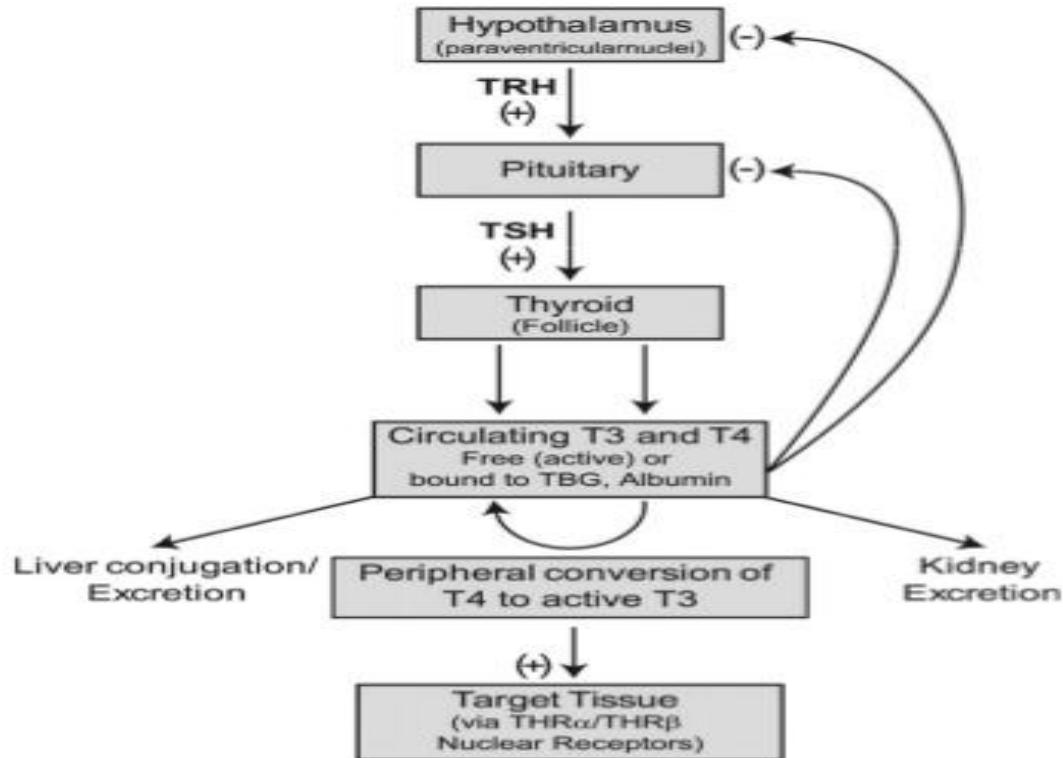 Hypothalamus
(paraventricularnuclei)
(-)
TRH
(+)
Pituitary
(-)
TSH
(+)
Thyroid
(Follicle)
Circulating T3 and T4
Free (active) or
bound to TBG, Albumin
Liver conjugation/
Excretion
Peripheral conversion of
T4 to active T3
Kidney
Excretion
(+)
Target Tissue
(via THRα/THRβ
Nuclear Receptors)